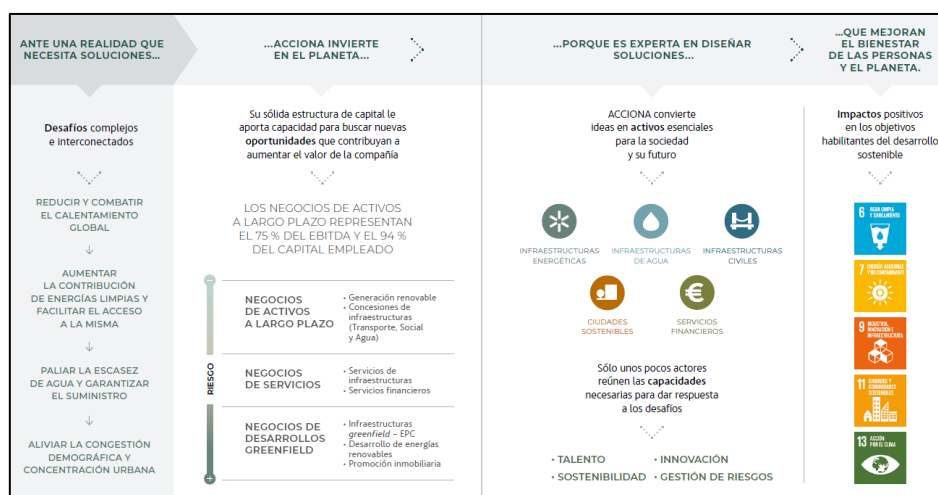 ANTE UNA REALIDAD QUE
NECESITA SOLUCIONES...
Desafíos complejos
e interconectados
REDUCIR Y COMBATIR
EL CALENTAMIENTO
GLOBAL
AUMENTAR
LA CONTRIBUCIÓN
DE ENERGÍAS LIMPIAS Y
FACILITAR EL ACCESO
A LA MISMA
PALIAR LA ESCASEZ
DE AGUA Y GARANTIZAR
EL SUMINISTRO
ALIVIAR LA CONGESTIÓN
DEMOGRÁFICA Y
CONCENTRACIÓN URBANA
...ACCIONA INVIERTE
EN EL PLANETA...
Su sólida estructura de capital le
aporta capacidad para buscar nuevas
oportunidades que contribuyan a
aumentar el valor de la compañía
LOS NEGOCIOS DE ACTIVOS
A LARGO PLAZO REPRESENTAN
EL 75 % DEL EBITDA Y EL 94 %
DEL CAPITAL EMPLEADO
RIESGO
NEGOCIOS
DE ACTIVOS
A LARGO PLAZO
• Generación renovable
• Concesiones de
infraestructuras
(Transporte, Social
y Agua)
NEGOCIOS
DE SERVICIOS
• Servicios de
infraestructuras
• Servicios financieros
NEGOCIOS DE
DESARROLLOS
GREENFIELD
• Infraestructuras
greenfield – EPC
• Desarrollo de energías
renovables
• Promoción inmobiliaria
...PORQUE ES EXPERTA EN DISEÑAR
SOLUCIONES...
ACCIONA convierte
ideas en activos esenciales
para la sociedad
y su futuro
INFRAESTRUCTURAS
ENERGÉTICAS
INFRAESTRUCTURAS
DE AGUA
INFRAESTRUCTURAS
CIVILES
CIUDADES
SOSTENIBLES
€
SERVICIOS
FINANCIEROS
Sólo unos pocos actores
reúnen las capacidades
necesarias para dar respuesta
a los desafíos
• TALENTO
• INNOVACIÓN
• SOSTENIBILIDAD
• GESTIÓN DE RIESGOS
...QUE MEJORAN
EL BIENESTAR
DE LAS PERSONAS
Y EL PLANETA.
Impactos positivos
en los objetivos
habilitantes del desarrollo
sostenible
6 AGUA LIMPIA
Y SANEAMIENTO
7 ENERGÍA ASEQUIBLE
Y NO CONTAMINANTE
9 INDUSTRIA,
INNOVACIÓN E
INFRAESTRUCTURA
11 CIUDADES Y
COMUNIDADES
SOSTENIBLES
13 ACCIÓN
POR EL CLIMA